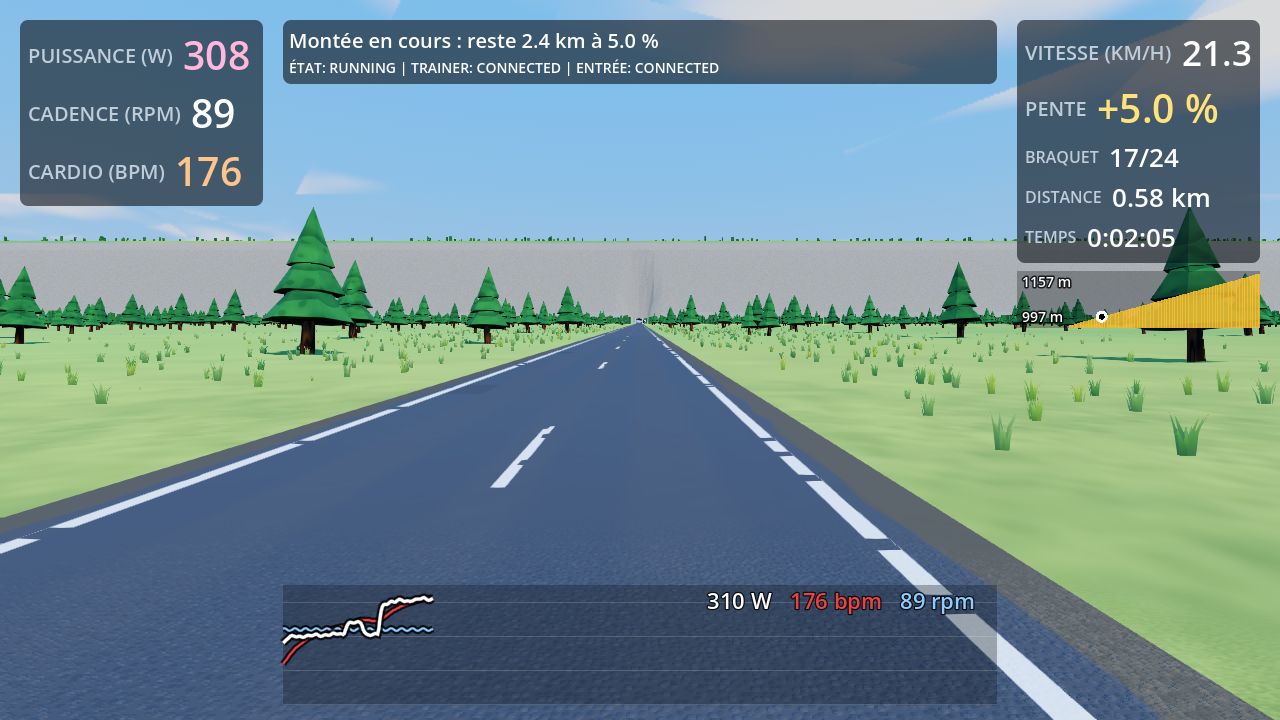 PUISSANCE (W) 308
CADENCE (RPM) 89
CARDIO (BPM) 176
Montée en cours : reste 2.4 km à 5.0 %
ÉTAT: RUNNING | TRAINER: CONNECTED | ENTRÉE: CONNECTED
VITESSE (KM/H) 21.3
PENTE +5.0 %
BRAQUET 17/24
DISTANCE 0.58 km
TEMPS 0:02:05
1157 m
997 m
310 W 176 bpm 89 rpm